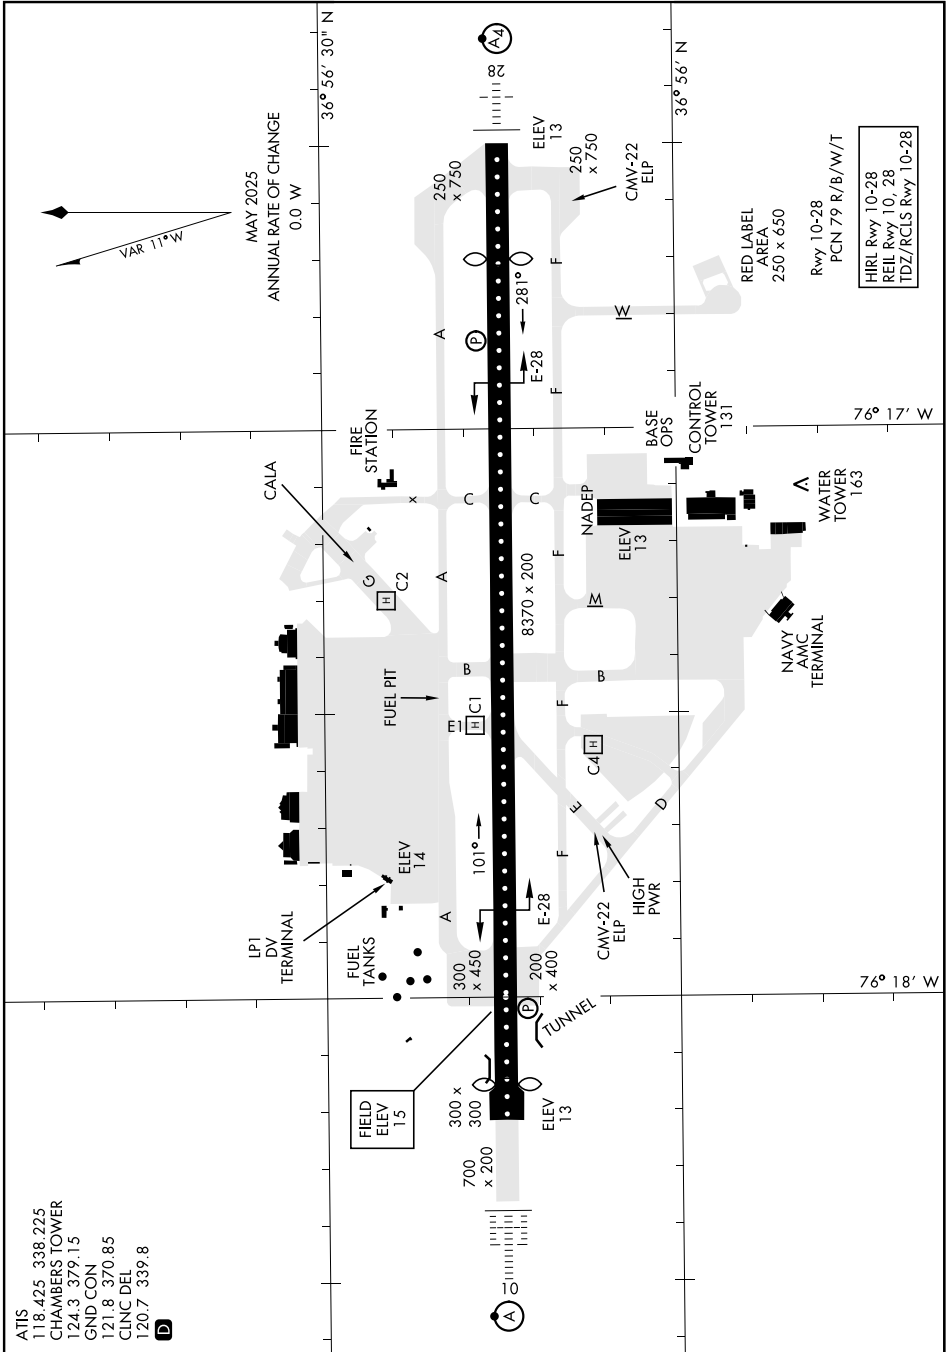 ATIS
118.425 338.225
CHAMBERS TOWER
124.3 379.15
GND CON
121.8 370.85
CLNC DEL
120.7 339.8
D
VAR 11° W
MAY 2025
ANNUAL RATE OF CHANGE
0.0 W
36° 56' 30" N
CALA
FIRE
STATION
LP1
DV
TERMINAL
FUEL
TANKS
ELEV
14
FUEL PIT
H
C2
G
X
FIELD
ELEV
15
300 x
300
700
x 200
300
x 450
A
A
A
E1
H
C1
B
C
P
250
x 750
A
10
101°
8370 x 200
281°
28
A4
ELEV
13
TUNNEL
P
200
x 400
E-28
C
E-28
ELEV
13
F
F
F
F
F
250
x 750
CMV-22
ELP
CMV-22
ELP
HIGH
PWR
E
D
C4
H
B
M
NADEP
ELEV
13
W
BASE
OPS
CONTROL
TOWER
131
36° 56' N
NAVY
AMC
TERMINAL
WATER
TOWER
163
RED LABEL
AREA
250 x 650
Rwy 10-28
PCN 79 R/B/W/T
HIRL Rwy 10-28
REIL Rwy 10, 28
TDZ/RCLS Rwy 10-28
76° 18' W
76° 17' W